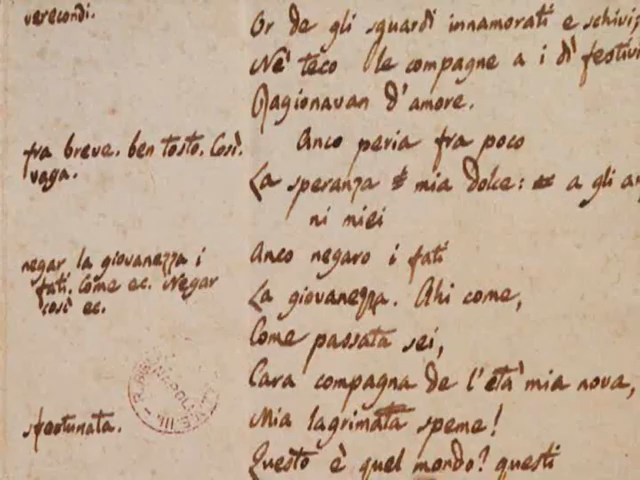 verecondi.
Or de gli sguardi innamorati e schivi;
Nè teco le compagne a i dì festivi
Ragionavan d'amore.
Anco peria fra poco
fra breve. ben tosto. Così.
vaga.
La speranza mia dolce: a gli an
ni miei
negar la giovanezza i
fati. Come ec. Negar
così ec.
Anco negaro i fati
La giovanezza. Ahi come,
Come passata sei,
Cara compagna de l'età mia nova,
sfortunata.
Mia lagrimata speme!
Questo è quel mondo? questi